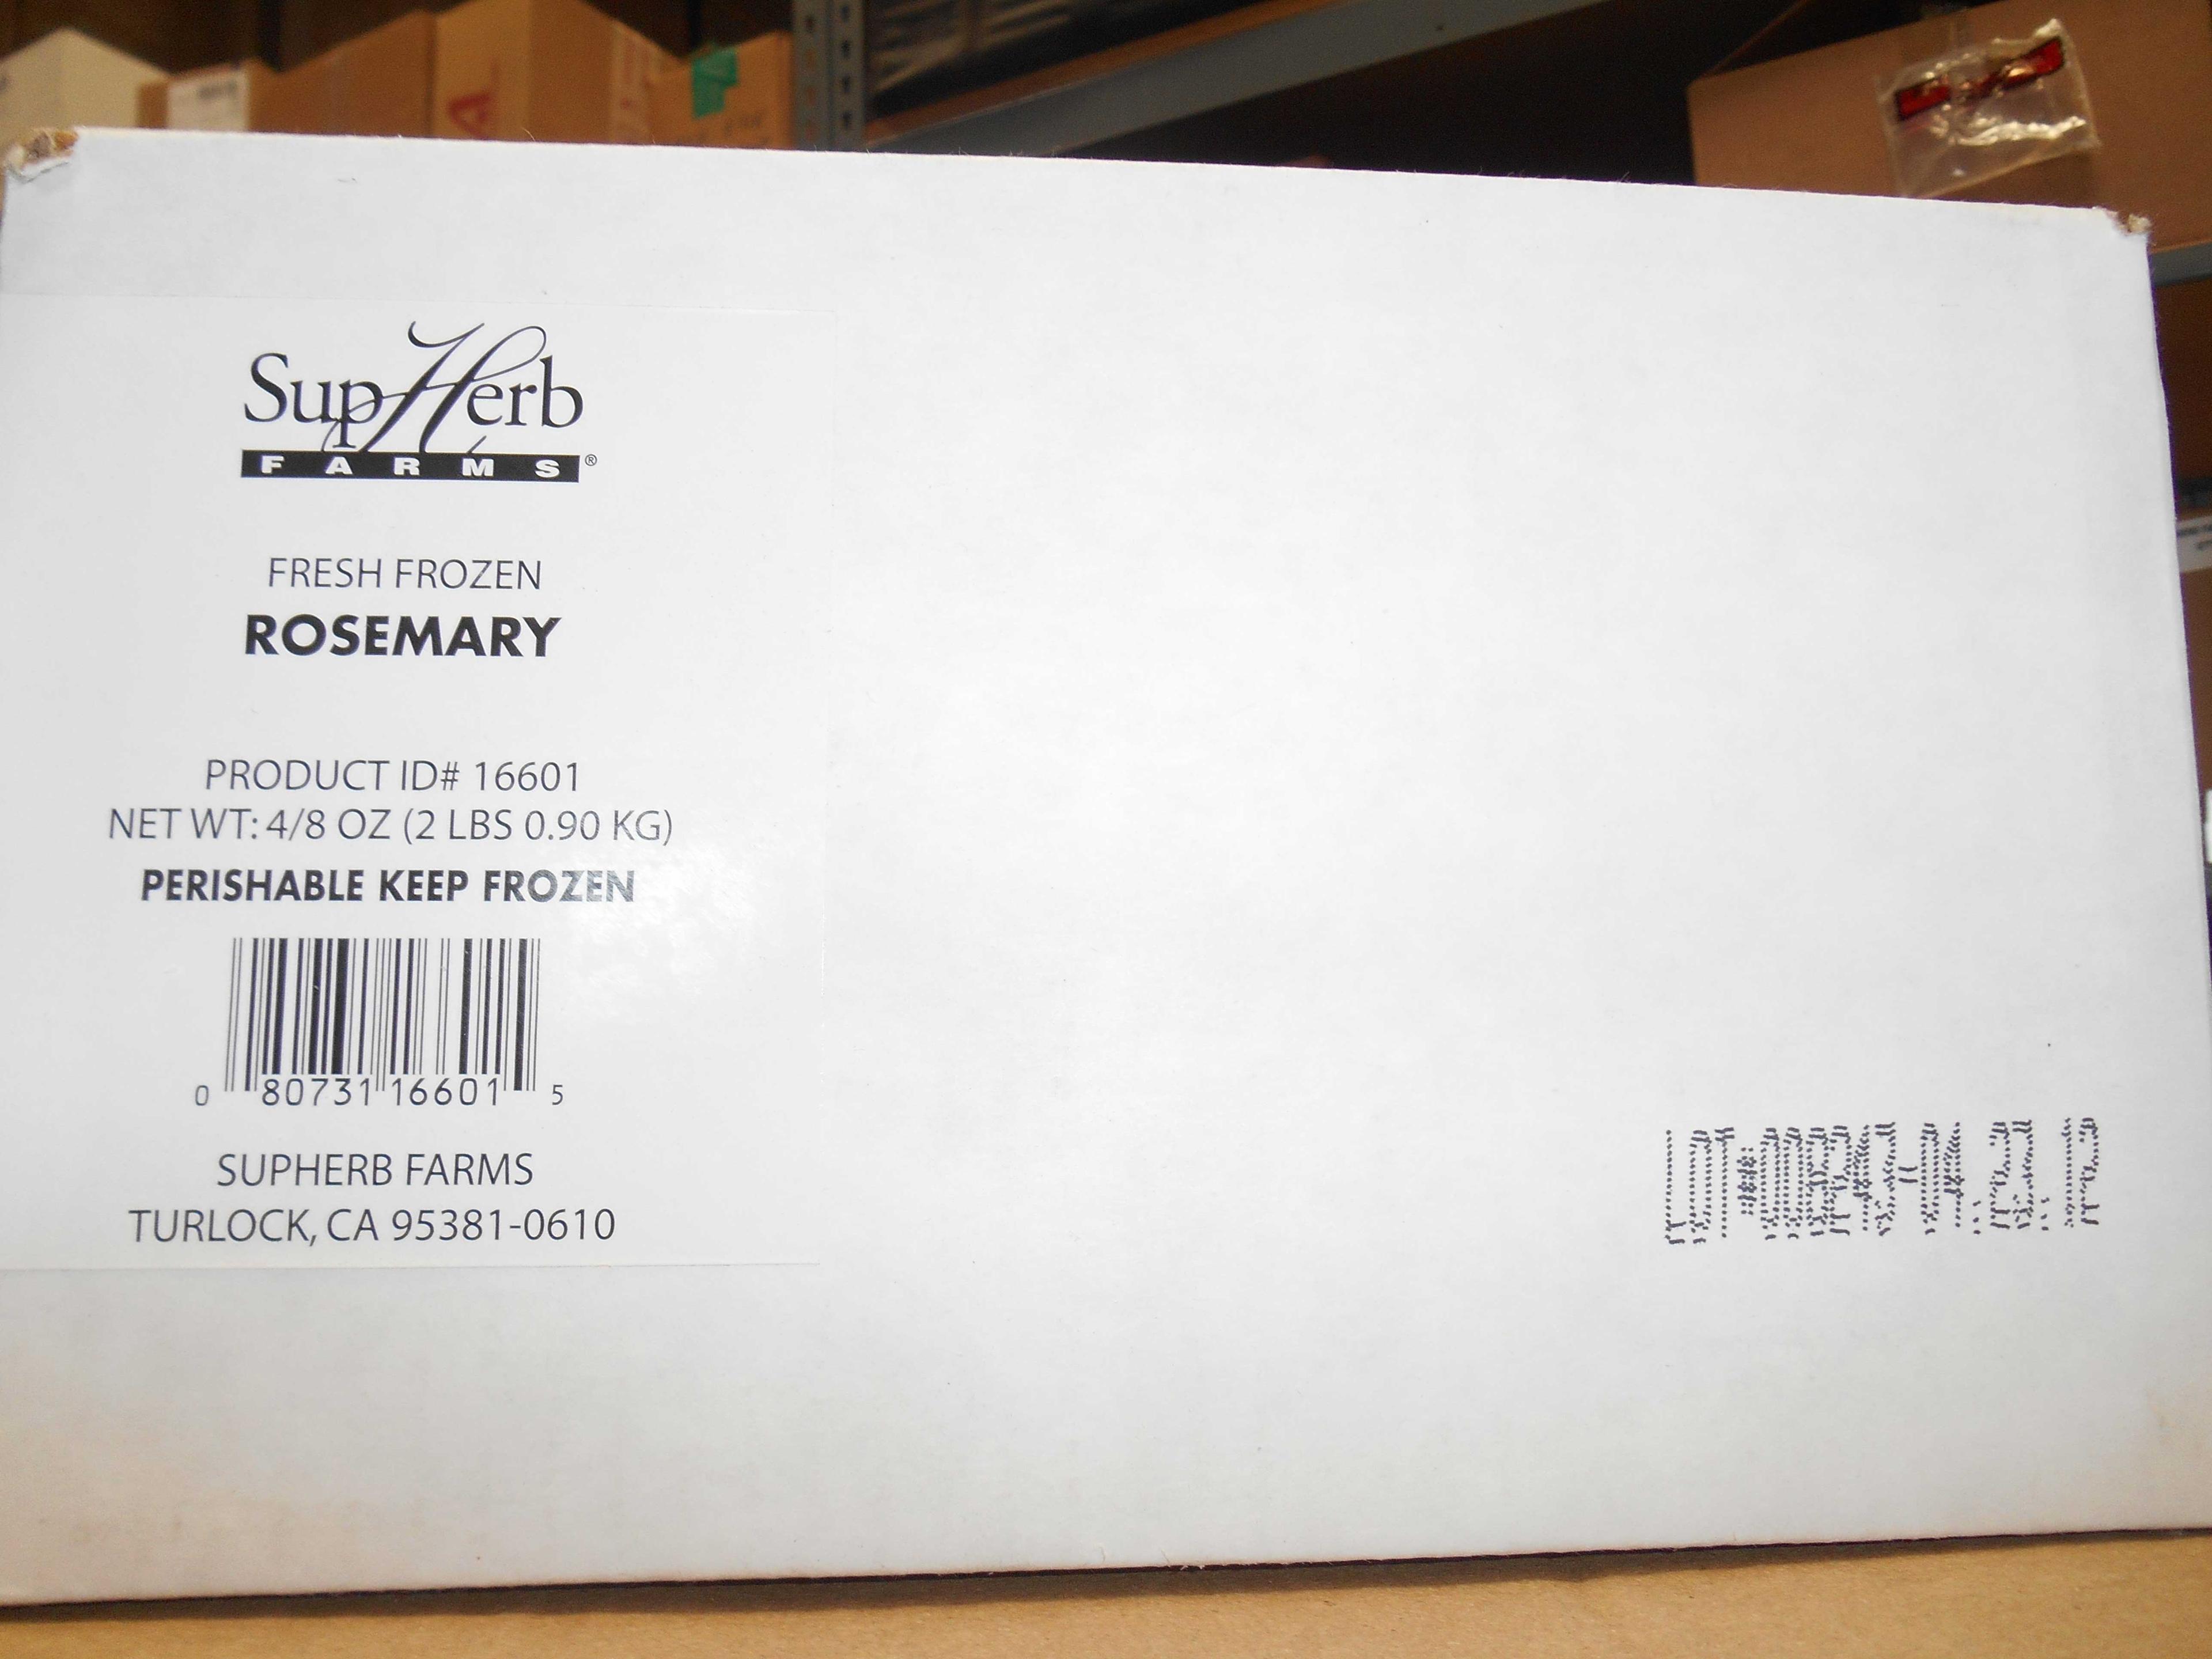 SupHerb
FARMS®
FRESH FROZEN
ROSEMARY
PRODUCT ID# 16601
NET WT: 4/8 OZ (2 LBS 0.90 KG)
PERISHABLE KEEP FROZEN
0 80731 16601 5
SUPHERB FARMS
TURLOCK, CA 95381-0610